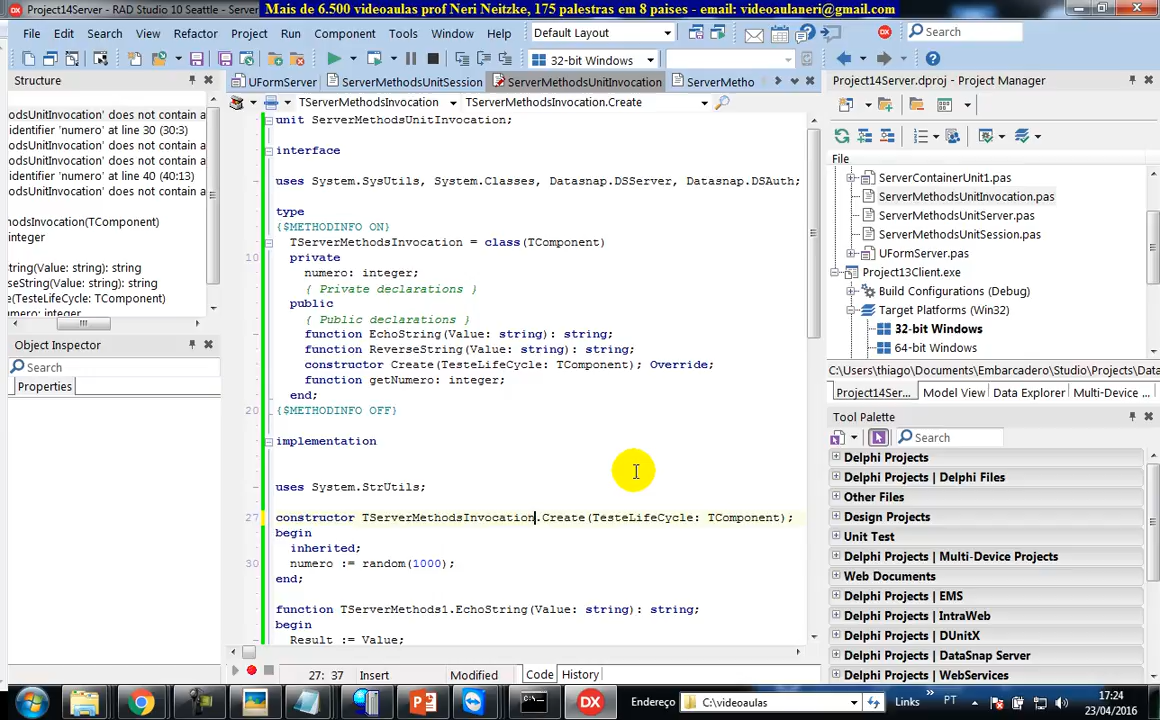 Project14Server - RAD Studio 10 Seattle - Server
Mais de 6.500 videoaulas prof Neri Neitzke, 175 palestras em 8 paises - email: videoaulaneri@gmail.com
File Edit Search View Refactor Project Run Component Tools Window Help
Default Layout
Search
32-bit Windows
Structure
UFormServer ServerMethodsUnitSession ServerMethodsUnitInvocation ServerMetho
TServerMethodsInvocation TServerMethodsInvocation.Create
odsUnitInvocation' does not contain a
identifier 'numero' at line 30 (30:3)
odsUnitInvocation' does not contain a
odsUnitInvocation' does not contain a
identifier 'numero' at line 40 (40:13)
odsUnitInvocation' does not contain a
odsInvocation(TComponent)
integer
tring(Value: string): string
seString(Value: string): string
e(TesteLifeCycle: TComponent)
numero: integer
Object Inspector
Search
Properties
unit ServerMethodsUnitInvocation;
interface
uses System.SysUtils, System.Classes, Datasnap.DSServer, Datasnap.DSAuth;
type
{$METHODINFO ON}
TServerMethodsInvocation = class(TComponent)
10 private
numero: integer;
{ Private declarations }
public
{ Public declarations }
function EchoString(Value: string): string;
function ReverseString(Value: string): string;
constructor Create(TesteLifeCycle: TComponent); Override;
function getNumero: integer;
end;
20 {$METHODINFO OFF}
implementation
uses System.StrUtils;
27 constructor TServerMethodsInvocation.Create(TesteLifeCycle: TComponent);
begin
inherited;
30 numero := random(1000);
end;
function TServerMethods1.EchoString(Value: string): string;
begin
Result := Value;
27: 37 Insert Modified Code History
Project14Server.dproj - Project Manager
File
ServerContainerUnit1.pas
ServerMethodsUnitInvocation.pas
ServerMethodsUnitServer.pas
ServerMethodsUnitSession.pas
UFormServer.pas
Project13Client.exe
Build Configurations (Debug)
Target Platforms (Win32)
32-bit Windows
64-bit Windows
C:\Users\thiago\Documents\Embarcadero\Studio\Projects\Data
Project14Ser... Model View Data Explorer Multi-Device ...
Tool Palette
Search
Delphi Projects
Delphi Projects | Delphi Files
Other Files
Design Projects
Unit Test
Delphi Projects | Multi-Device Projects
Web Documents
Delphi Projects | EMS
Delphi Projects | IntraWeb
Delphi Projects | DUnitX
Delphi Projects | DataSnap Server
Delphi Projects | WebServices
Endereço C:\videoaulas Links PT
17:24
23/04/2016